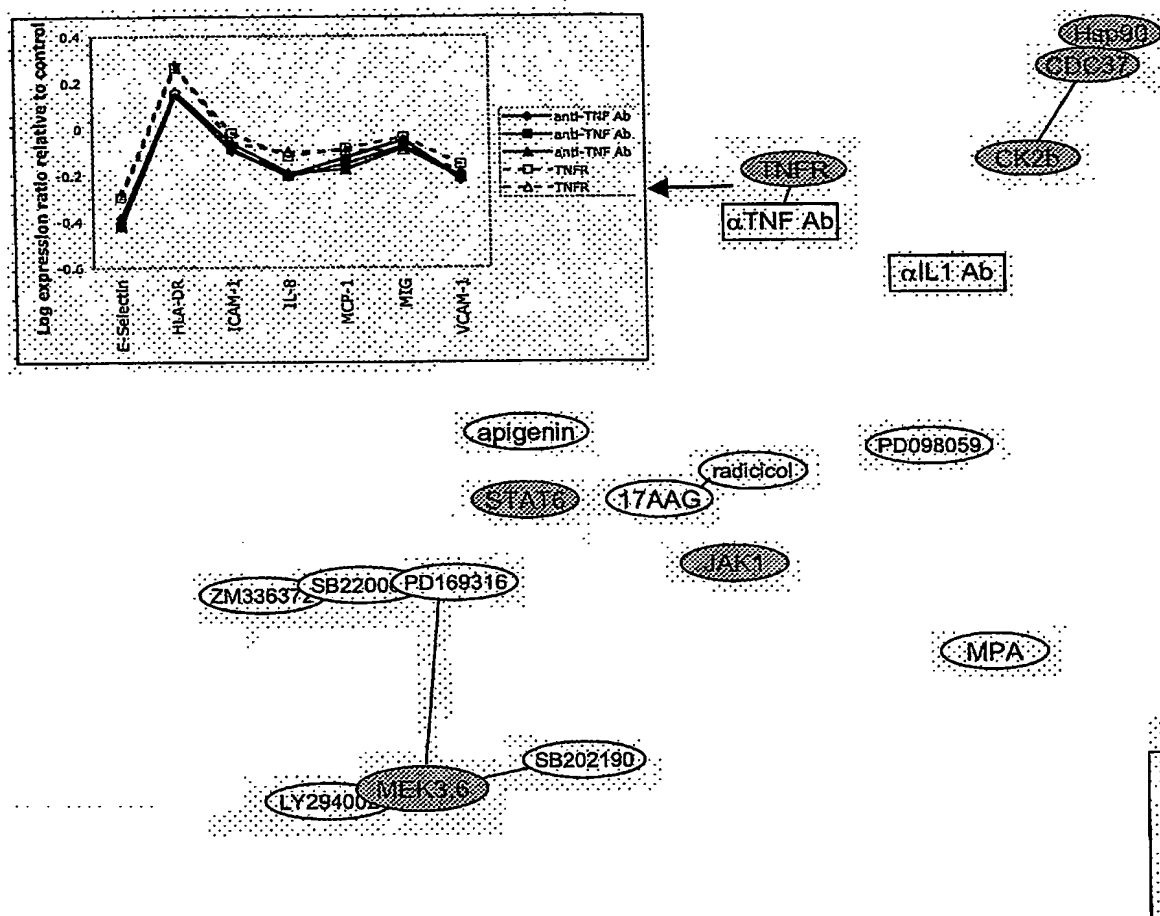 Log expression ratio relative to control
0.4
0.2
0
-0.2
-0.4
-0.6
E-Selectin
HLA-DR
ICAM-1
IL-8
MCP-1
MIG
VCAM-1
anti-TNF Ab
anti-TNF Ab
anti-TNF Ab
TNFR
TNFR
Hsp90
CDC37
CK2b
TNFR
αTNF Ab
αIL1 Ab
apigenin
PD098059
radicicol
STAT6
17AAG
JAK1
ZM336372
SB2200
PD169316
MPA
SB202190
LY29400
MEK3,6